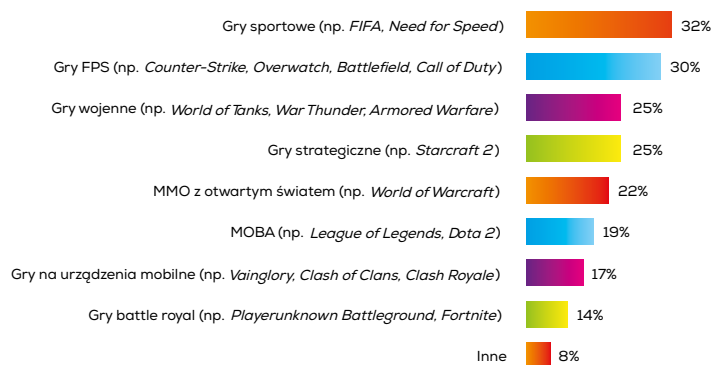 Gry sportowe (np. FIFA, Need for Speed) 32%
Gry FPS (np. Counter-Strike, Overwatch, Battlefield, Call of Duty) 30%
Gry wojenne (np. World of Tanks, War Thunder, Armored Warfare) 25%
Gry strategiczne (np. Starcraft 2) 25%
MMO z otwartym światem (np. World of Warcraft) 22%
MOBA (np. League of Legends, Dota 2) 19%
Gry na urządzenia mobilne (np. Vainglory, Clash of Clans, Clash Royale) 17%
Gry battle royal (np. Playerunknown Battleground, Fortnite) 14%
Inne 8%